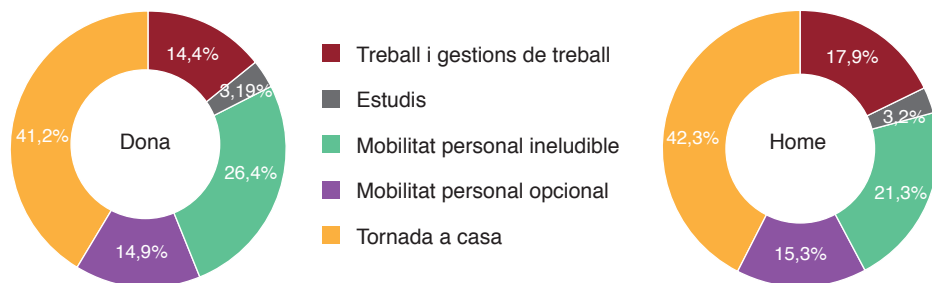 14,4%
3,19%
26,4%
14,9%
41,2%
Dona
Treball i gestions de treball
Estudis
Mobilitat personal ineludible
Mobilitat personal opcional
Tornada a casa
17,9%
3,2%
21,3%
15,3%
42,3%
Home